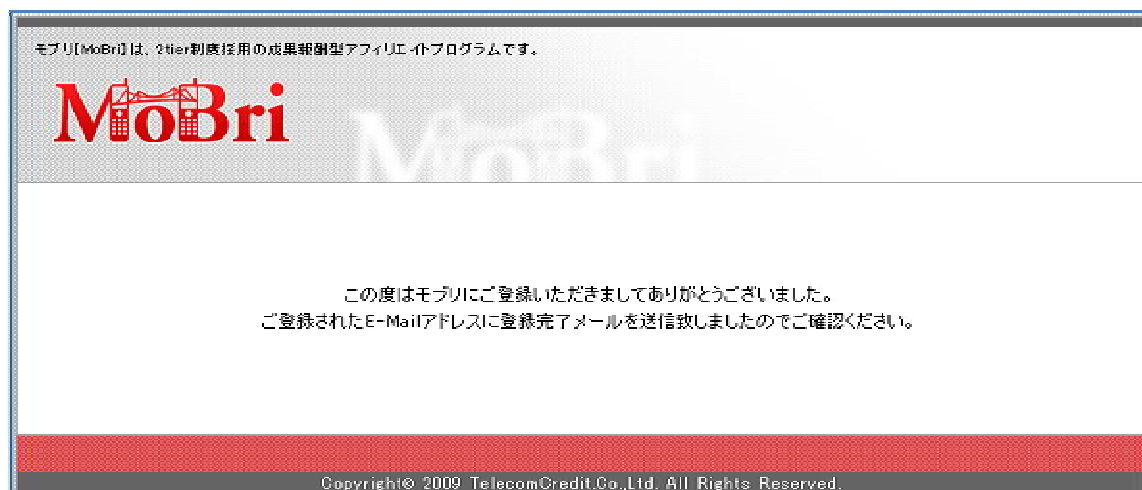 モブリ[MoBri]は、2tier制度採用の成果報酬型アフィリエイトプログラムです。
MoBri
MoBri
この度はモブリにご登録いただきましてありがとうございました。
ご登録されたE-Mailアドレスに登録完了メールを送信致しましたのでご確認ください。
Copyright© 2009 TelecomCredit.Co.,Ltd. All Rights Reserved.